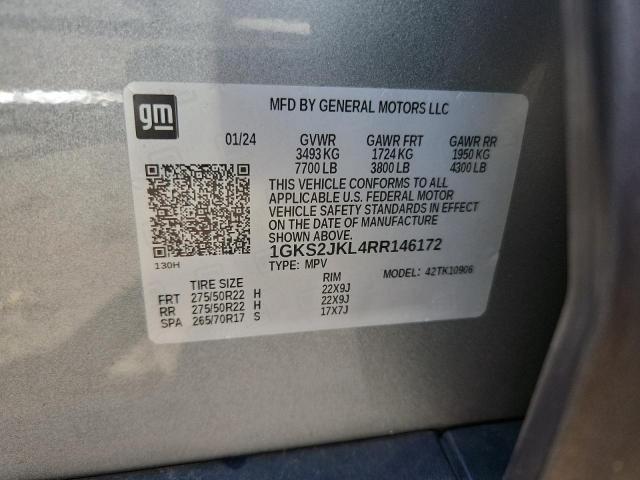 gm
MFD BY GENERAL MOTORS LLC
01/24 GVWR GAWR FRT GAWR RR
3493 KG 1724 KG 1950 KG
7700 LB 3800 LB 4300 LB
THIS VEHICLE CONFORMS TO ALL
APPLICABLE U.S. FEDERAL MOTOR
VEHICLE SAFETY STANDARDS IN EFFECT
ON THE DATE OF MANUFACTURE
SHOWN ABOVE.
1GKS2JKL4RR146172
130H
TYPE: MPV MODEL: 42TK10906
TIRE SIZE RIM
FRT 275/50R22 H 22X9J
RR 275/50R22 H 22X9J
SPA 265/70R17 S 17X7J